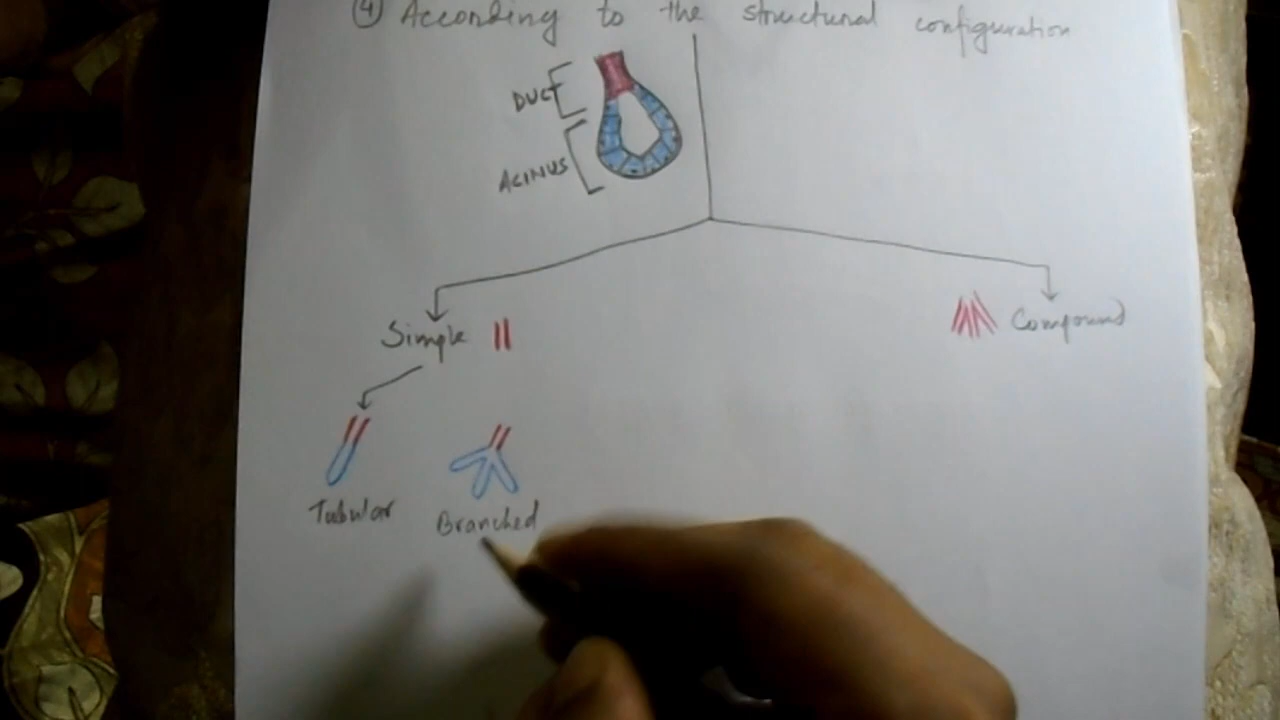 ④ According to the structural configuration
DUCT
ACINUS
Simple
Compound
Tubular
Branched